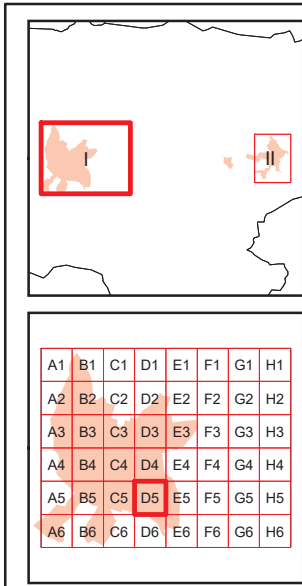 I II
A1 B1 C1 D1 E1 F1 G1 H1
A2 B2 C2 D2 E2 F2 G2 H2
A3 B3 C3 D3 E3 F3 G3 H3
A4 B4 C4 D4 E4 F4 G4 H4
A5 B5 C5 D5 E5 F5 G5 H5
A6 B6 C6 D6 E6 F6 G6 H6